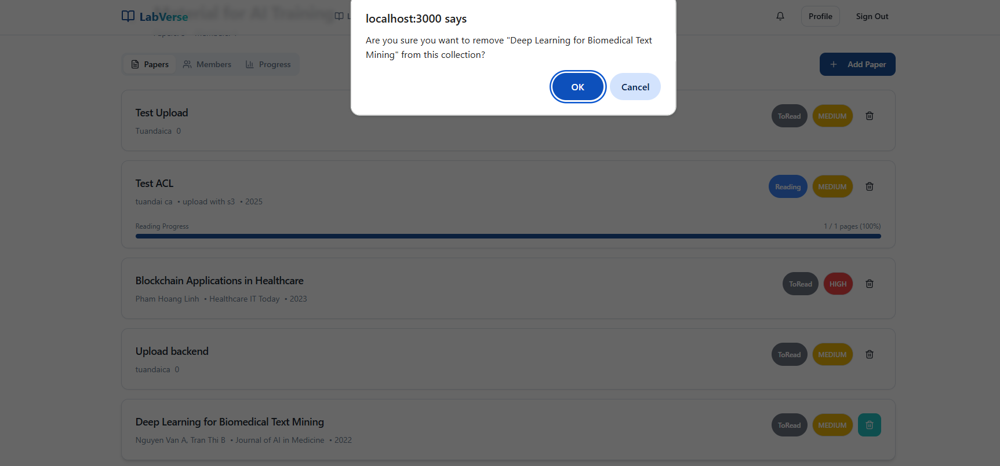 Material for AI Training
LabVerse
Profile
Sign Out
localhost:3000 says
Are you sure you want to remove "Deep Learning for Biomedical Text
Mining" from this collection?
OK
Cancel
Papers
Members
Progress
Add Paper
Test Upload
Tuandaica 0
ToRead
MEDIUM
Test ACL
tuandai ca • upload with s3 • 2025
Reading
MEDIUM
Reading Progress
1 / 1 pages (100%)
Blockchain Applications in Healthcare
Pham Hoang Linh • Healthcare IT Today • 2023
ToRead
HIGH
Upload backend
tuandaica 0
ToRead
MEDIUM
Deep Learning for Biomedical Text Mining
Nguyen Van A, Tran Thi B • Journal of AI in Medicine • 2022
ToRead
MEDIUM